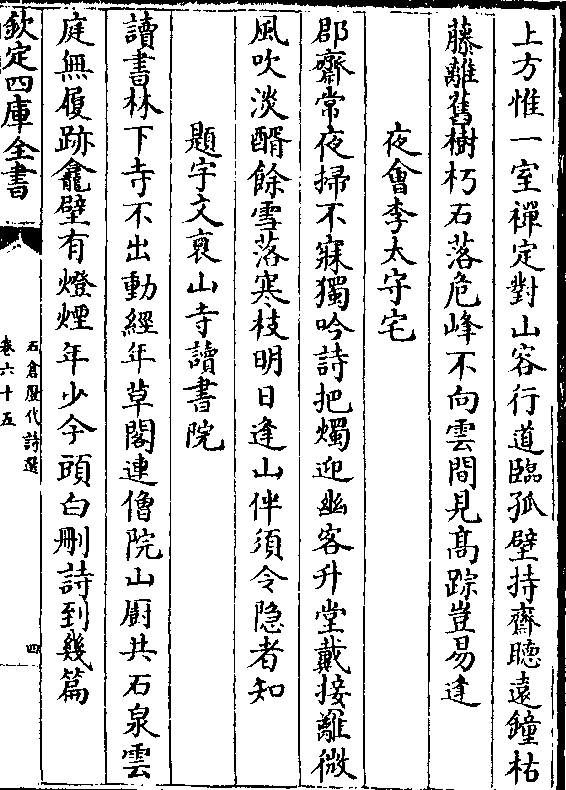 上方惟一室禪定對山容行道臨孤壁持齋聽遠鐘枯
藤離舊樹朽石落危峰不向雲間見髙踪豈易逢
夜會李太守宅
郡齋常夜掃不寐獨吟詩把燭迎幽客升堂戴接䍦微
風吹淡醑餘雪落寒枝明日逢山伴須令隐者知
題宇文裒山寺讀書院
讀書林下寺不出動經年草閣連僧院山厨共石泉雲
庭無履跡龕壁有燈煙年少今頭白刪詩到幾篇
欽定四庫全書
石倉歴代詩選
卷六十五
四